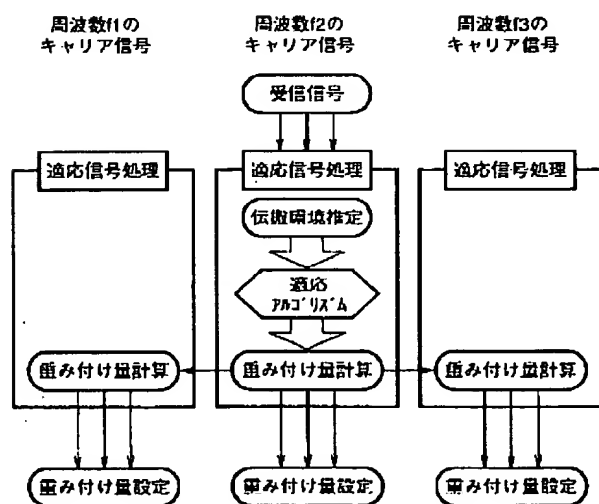 周波数f1の
キャリア信号
周波数f2の
キャリア信号
周波数f3の
キャリア信号
受信信号
適応信号処理
適応信号処理
適応信号処理
伝搬環境推定
適応
アルゴリズム
重み付け量計算
重み付け量計算
重み付け量計算
重み付け量設定
重み付け量設定
重み付け量設定